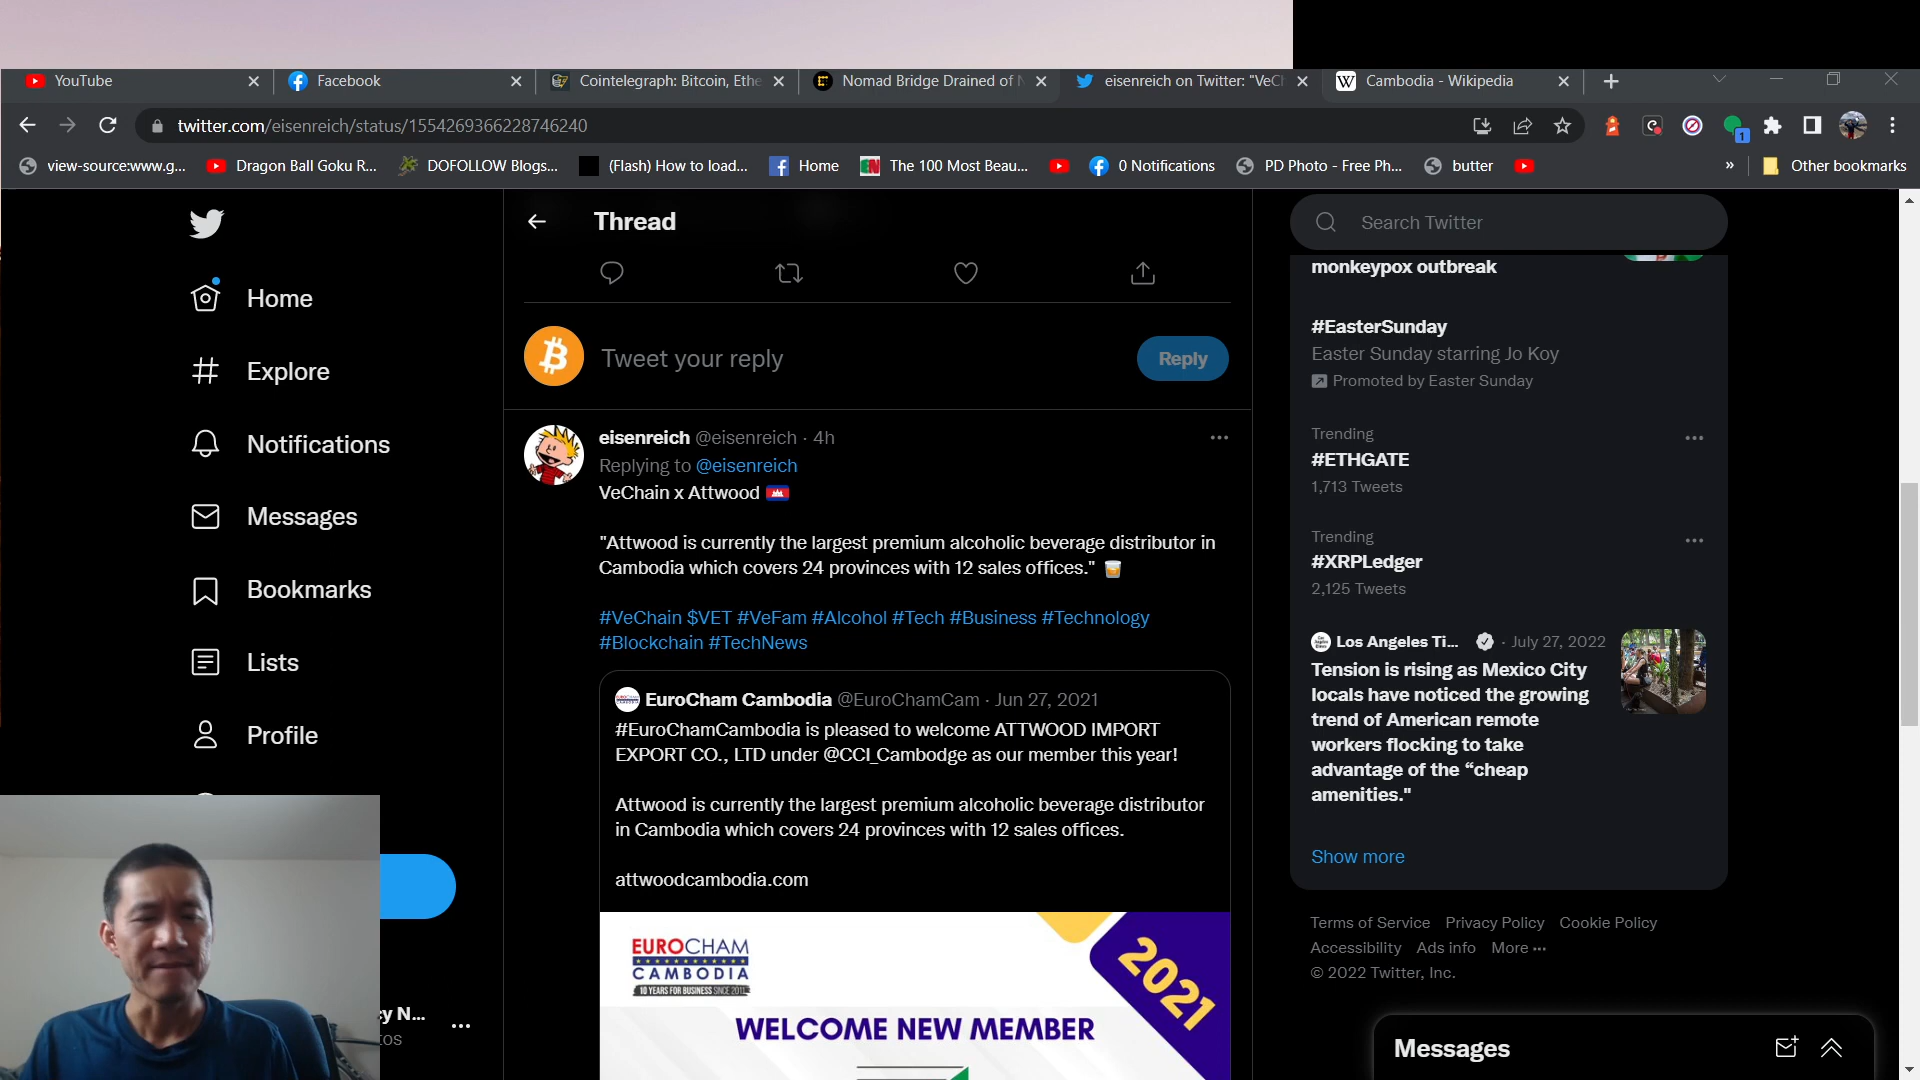 YouTube
Facebook
Cointelegraph: Bitcoin, Ethe
Nomad Bridge Drained of N
eisenreich on Twitter: "VeCh
Cambodia - Wikipedia
twitter.com/eisenreich/status/1554269366228746240
1
view-source:www.g...
Dragon Ball Goku R...
DOFOLLOW Blogs...
(Flash) How to load...
Home
The 100 Most Beau...
0 Notifications
PD Photo - Free Ph...
butter
»
Other bookmarks
Home
Explore
Notifications
Messages
Bookmarks
Lists
Profile
cy N...
tos
Thread
Tweet your reply
Reply
eisenreich @eisenreich · 4h
Replying to @eisenreich
VeChain x Attwood 🇰🇭
"Attwood is currently the largest premium alcoholic beverage distributor in
Cambodia which covers 24 provinces with 12 sales offices." 🥃
#VeChain $VET #VeFam #Alcohol #Tech #Business #Technology
#Blockchain #TechNews
EuroCham Cambodia @EuroChamCam · Jun 27, 2021
#EuroChamCambodia is pleased to welcome ATTWOOD IMPORT
EXPORT CO., LTD under @CCI_Cambodge as our member this year!
Attwood is currently the largest premium alcoholic beverage distributor
in Cambodia which covers 24 provinces with 12 sales offices.
attwoodcambodia.com
EUROCHAM
CAMBODIA
10 YEARS FOR BUSINESS SINCE 2011
2021
WELCOME NEW MEMBER
Search Twitter
monkeypox outbreak
#EasterSunday
Easter Sunday starring Jo Koy
Promoted by Easter Sunday
Trending
#ETHGATE
1,713 Tweets
Trending
#XRPLedger
2,125 Tweets
Los Angeles Ti... · July 27, 2022
Tension is rising as Mexico City
locals have noticed the growing
trend of American remote
workers flocking to take
advantage of the “cheap
amenities."
Show more
Terms of Service Privacy Policy Cookie Policy
Accessibility Ads info More ···
© 2022 Twitter, Inc.
Messages